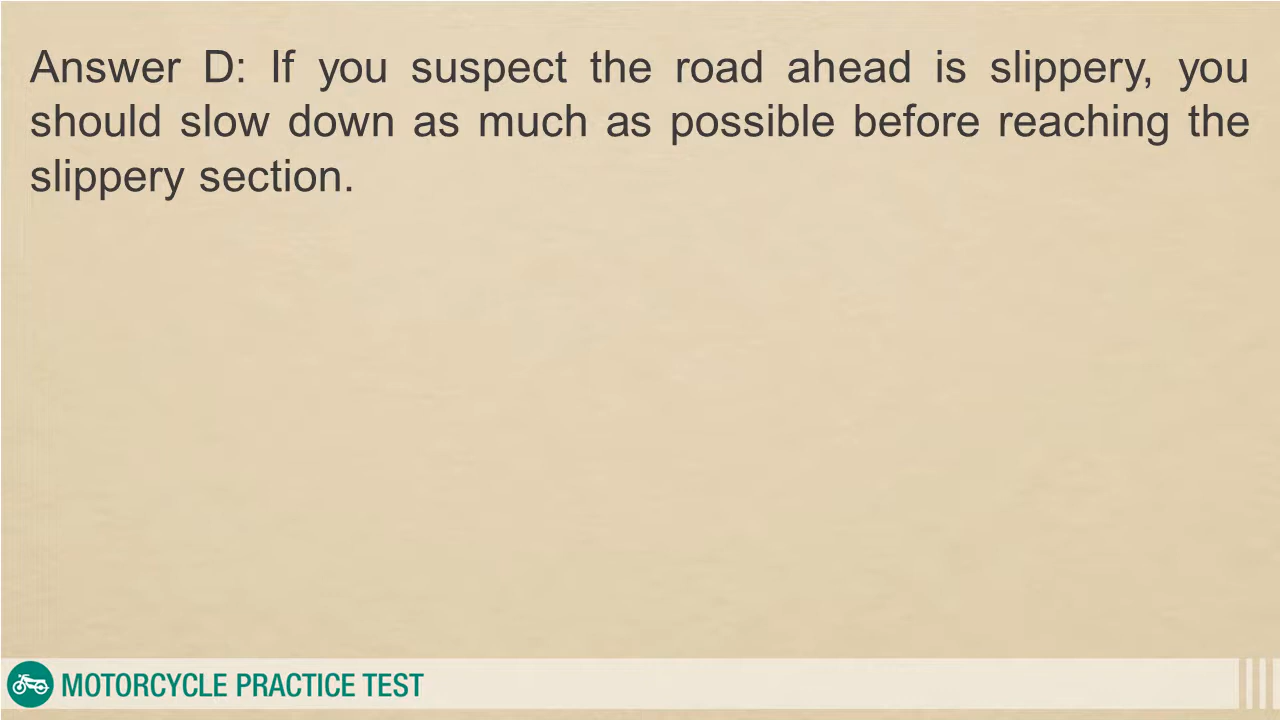 Answer D: If you suspect the road ahead is slippery, you
should slow down as much as possible before reaching the
slippery section.
MOTORCYCLE PRACTICE TEST